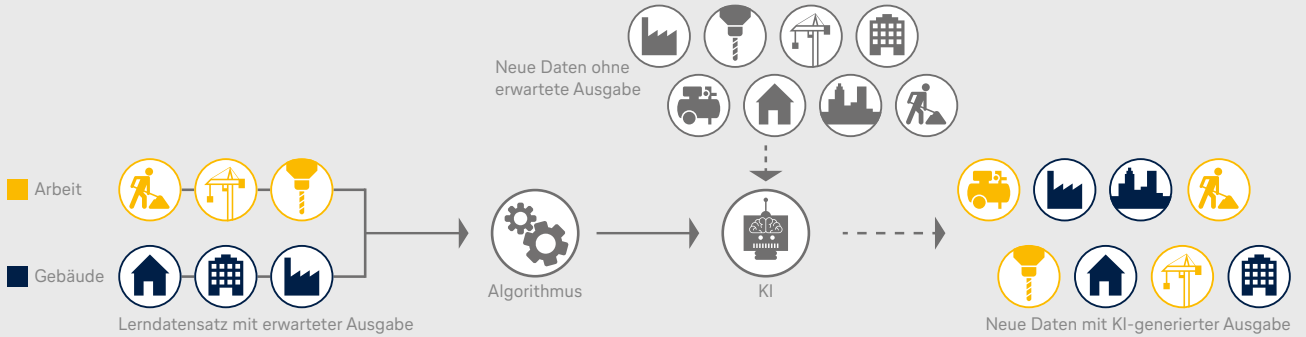 Neue Daten ohne
erwartete Ausgabe
Arbeit
Gebäude
Algorithmus
KI
Lerndatensatz mit erwarteter Ausgabe
Neue Daten mit KI-generierter Ausgabe